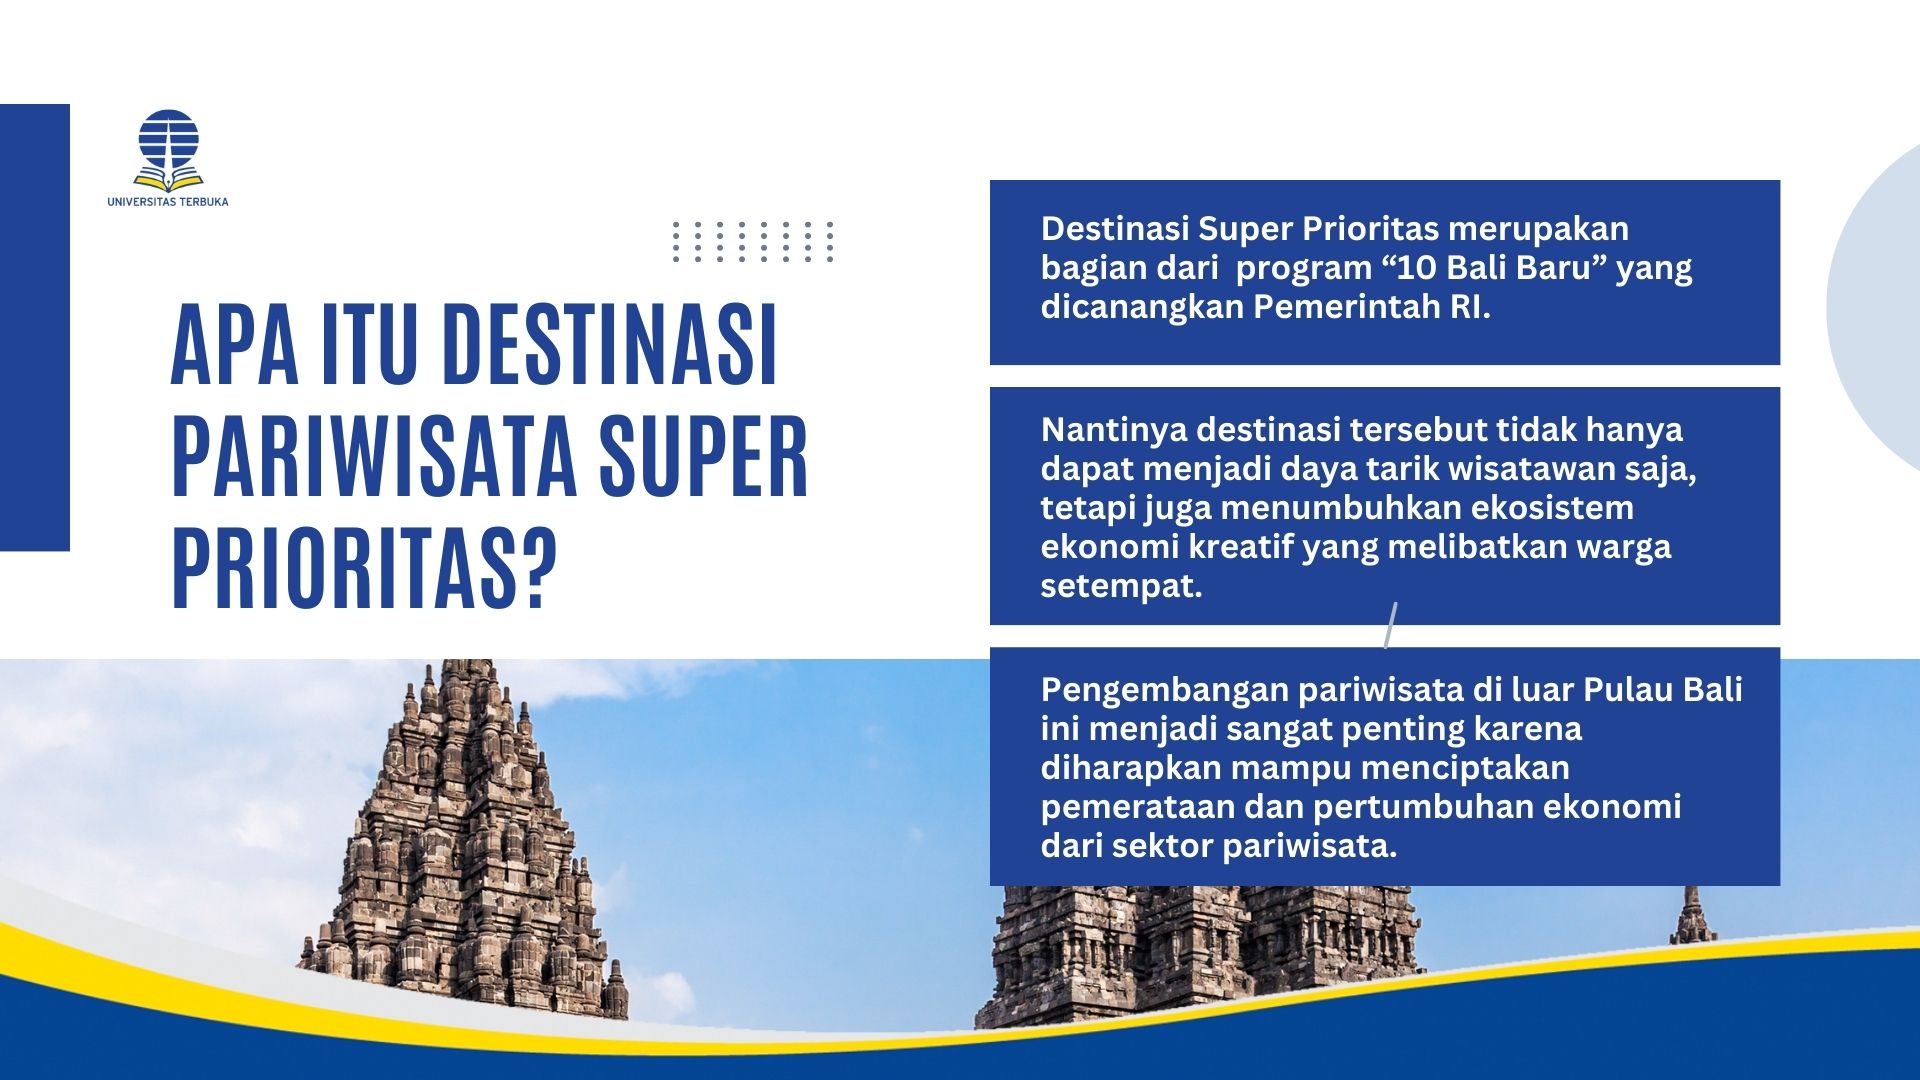 UNIVERSITAS TERBUKA
APA ITU DESTINASI
PARIWISATA SUPER
PRIORITAS?
Destinasi Super Prioritas merupakan
bagian dari  program “10 Bali Baru” yang
dicanangkan Pemerintah RI.
Nantinya destinasi tersebut tidak hanya
dapat menjadi daya tarik wisatawan saja,
tetapi juga menumbuhkan ekosistem
ekonomi kreatif yang melibatkan warga
setempat.
Pengembangan pariwisata di luar Pulau Bali
ini menjadi sangat penting karena
diharapkan mampu menciptakan
pemerataan dan pertumbuhan ekonomi
dari sektor pariwisata.